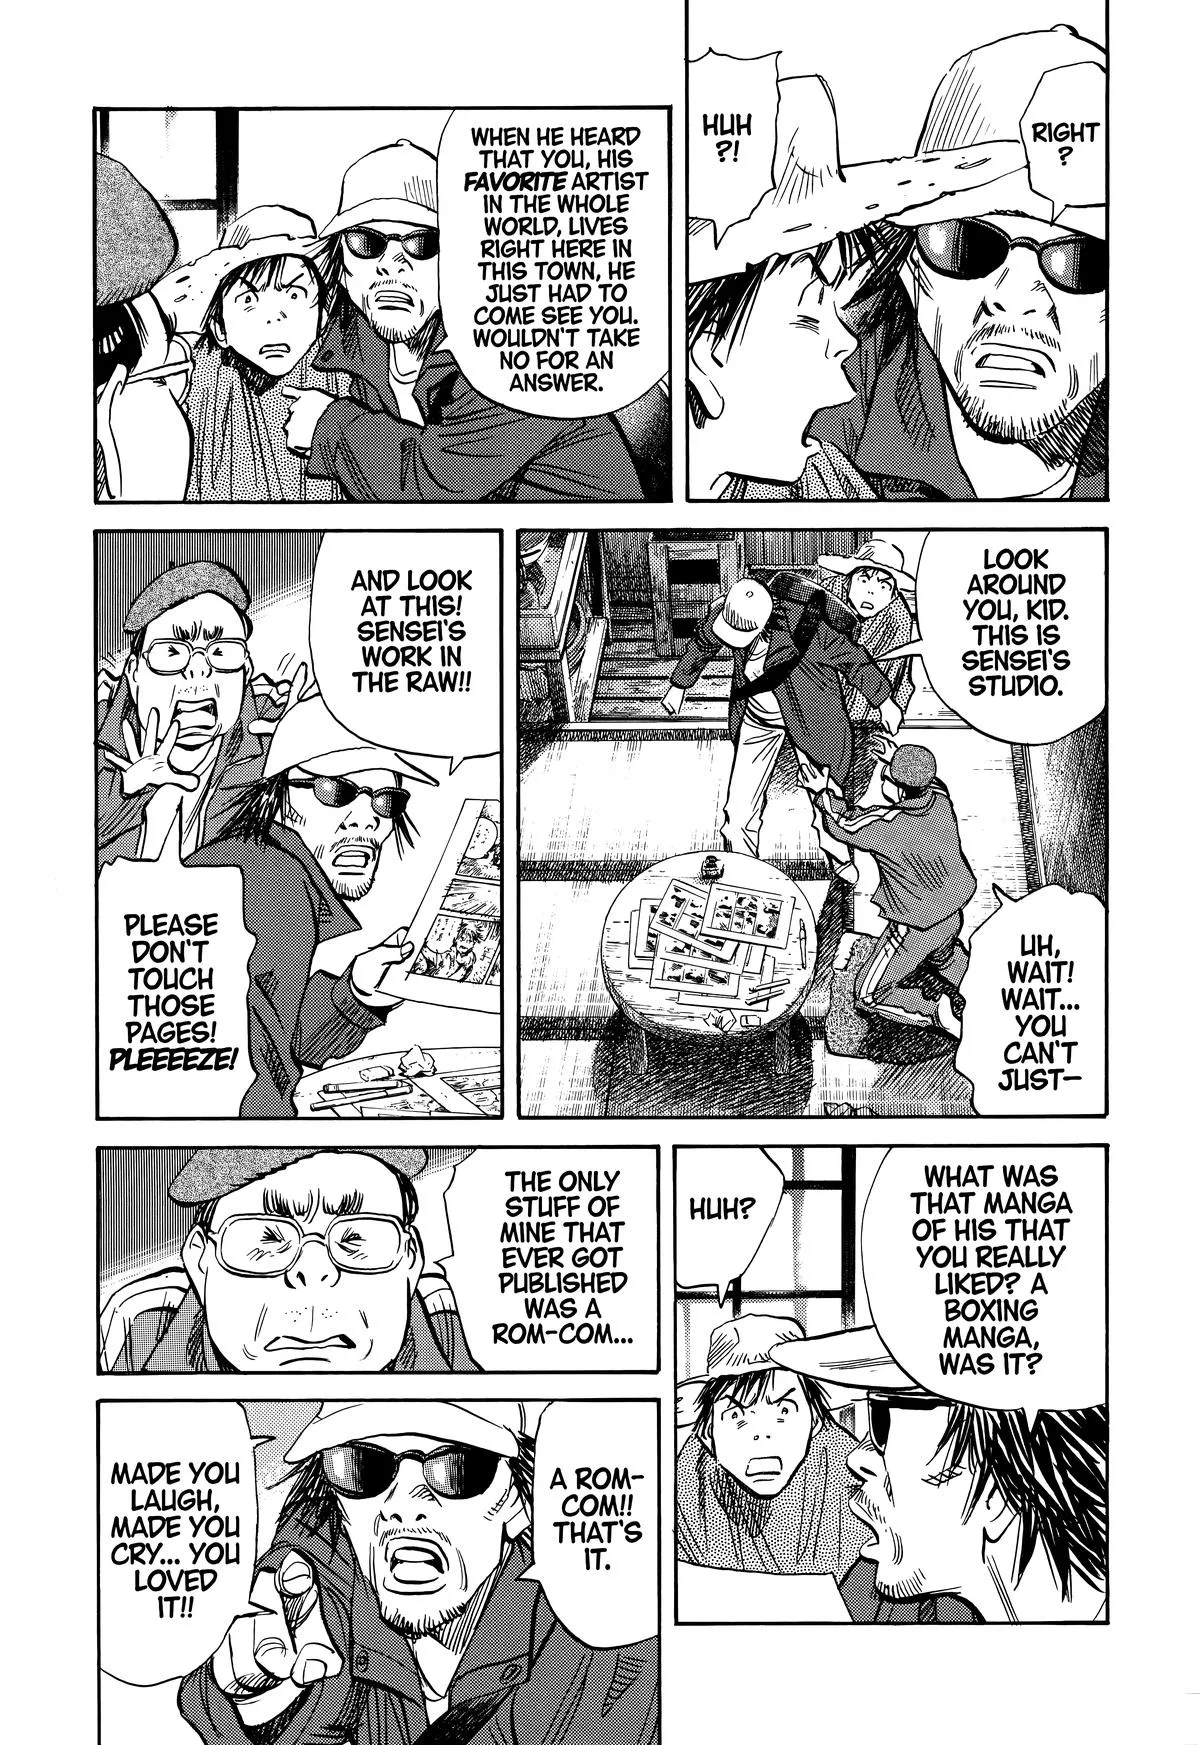 RIGHT
?
HUH
?!
WHEN HE HEARD
THAT YOU, HIS
FAVORITE ARTIST
IN THE WHOLE
WORLD, LIVES
RIGHT HERE IN
THIS TOWN, HE
JUST HAD TO
COME SEE YOU.
WOULDN'T TAKE
NO FOR AN
ANSWER.
LOOK
AROUND
YOU, KID.
THIS IS
SENSEI'S
STUDIO.
UH,
WAIT!
WAIT...
YOU
CAN'T
JUST—
AND LOOK
AT THIS!
SENSEI'S
WORK IN
THE RAW!!
PLEASE
DON'T
TOUCH
THOSE
PAGES!
PLEEEEZE!
WHAT WAS
THAT MANGA
OF HIS THAT
YOU REALLY
LIKED? A
BOXING
MANGA,
WAS IT?
HUH?
THE ONLY
STUFF OF
MINE THAT
EVER GOT
PUBLISHED
WAS A
ROM-COM...
A ROM-
COM!!
THAT'S
IT.
MADE YOU
LAUGH,
MADE YOU
CRY... YOU
LOVED
IT!!